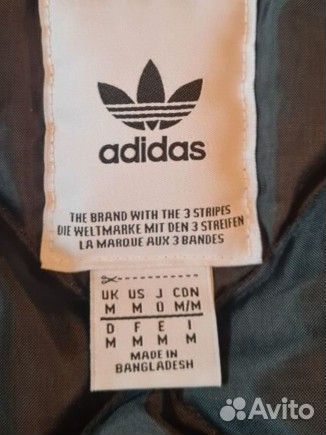 adidas
THE BRAND WITH THE 3 STRIPES
DIE WELTMARKE MIT DEN 3 STREIFEN
LA MARQUE AUX 3 BANDES
UK US J CDN
M M O M/M
D F E I
M M M M
MADE IN
BANGLADESH
Avito